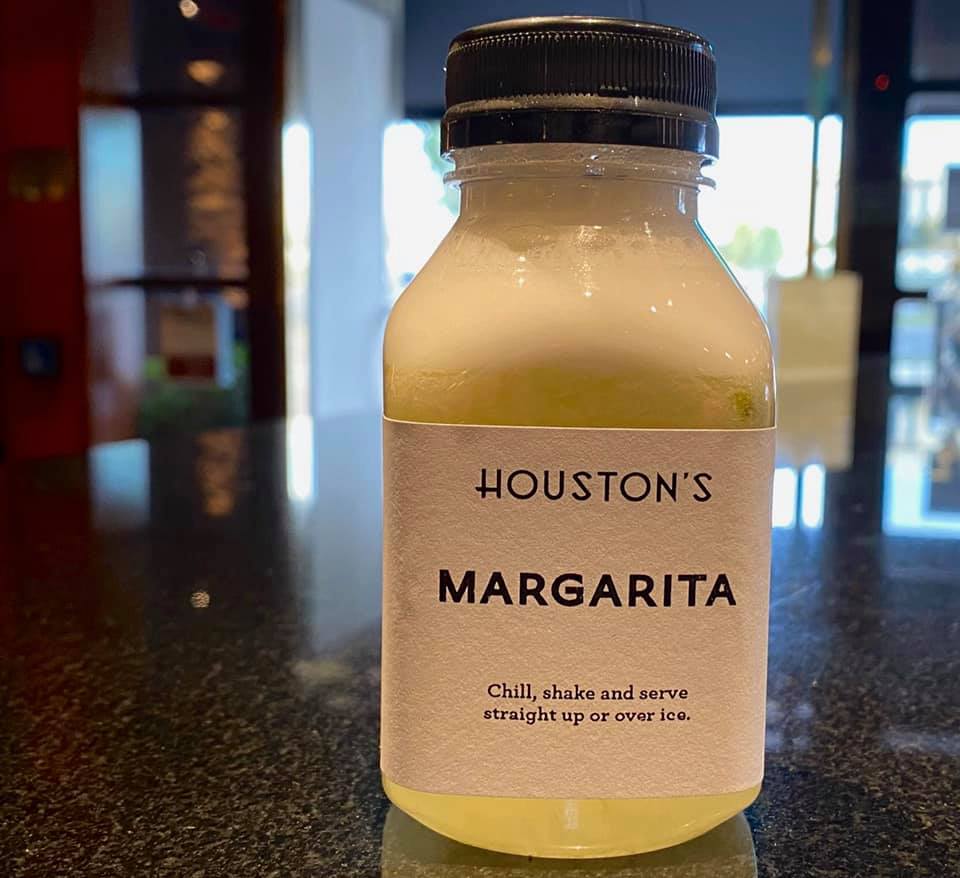 HOUSTON'S
MARGARITA
Chill, shake and serve
straight up or over ice.